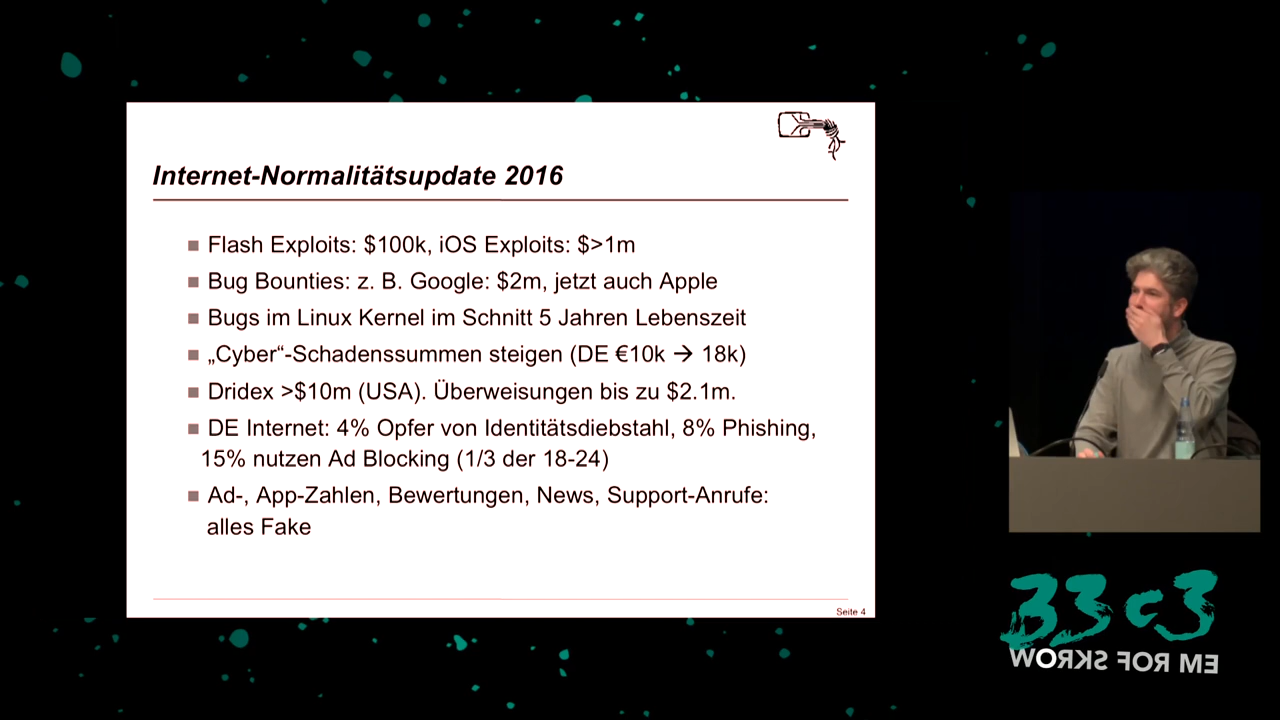 Internet-Normalitätsupdate 2016
■ Flash Exploits: $100k, iOS Exploits: $>1m
■ Bug Bounties: z. B. Google: $2m, jetzt auch Apple
■ Bugs im Linux Kernel im Schnitt 5 Jahren Lebenszeit
■ „Cyber“-Schadenssummen steigen (DE €10k → 18k)
■ Dridex >$10m (USA). Überweisungen bis zu $2.1m.
■ DE Internet: 4% Opfer von Identitätsdiebstahl, 8% Phishing,
15% nutzen Ad Blocking (1/3 der 18-24)
■ Ad-, App-Zahlen, Bewertungen, News, Support-Anrufe:
alles Fake
Seite 4
33c3
WORKS FOR ME